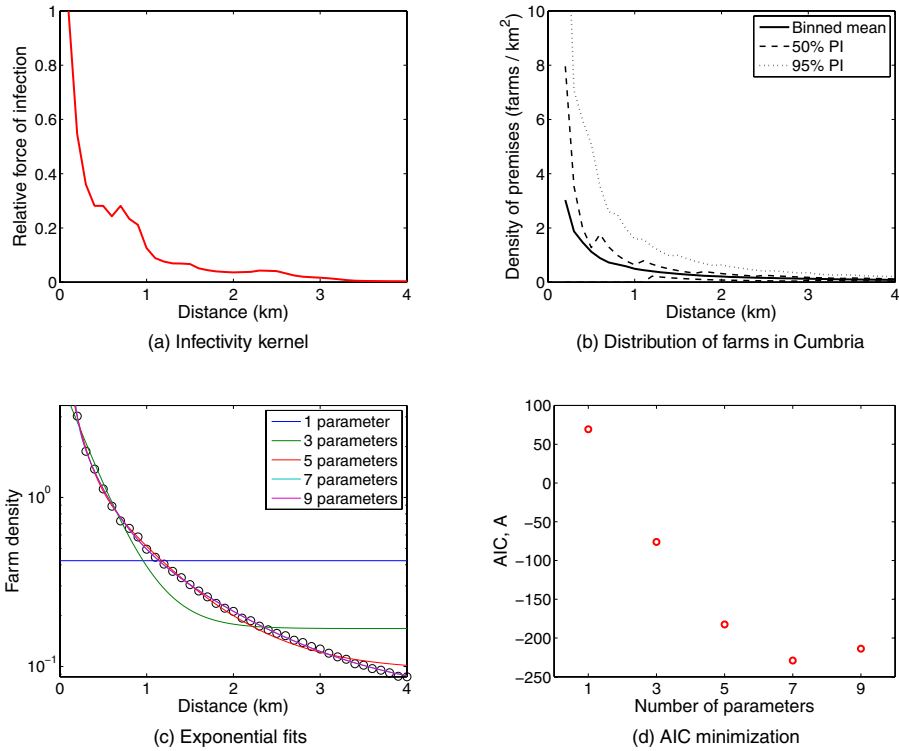 1
0.8
0.6
0.4
0.2
0
0 1 2 3 4
Relative force of infection
Distance (km)
(a) Infectivity kernel
10
8
6
4
2
0
0 1 2 3 4
Density of premises (farms / km²)
Binned mean
50% PI
95% PI
Distance (km)
(b) Distribution of farms in Cumbria
10⁰
10⁻¹
0 1 2 3 4
Farm density
1 parameter
3 parameters
5 parameters
7 parameters
9 parameters
Distance (km)
(c) Exponential fits
100
50
0
−50
−100
−150
−200
−250
1 3 5 7 9
AIC, A
Number of parameters
(d) AIC minimization